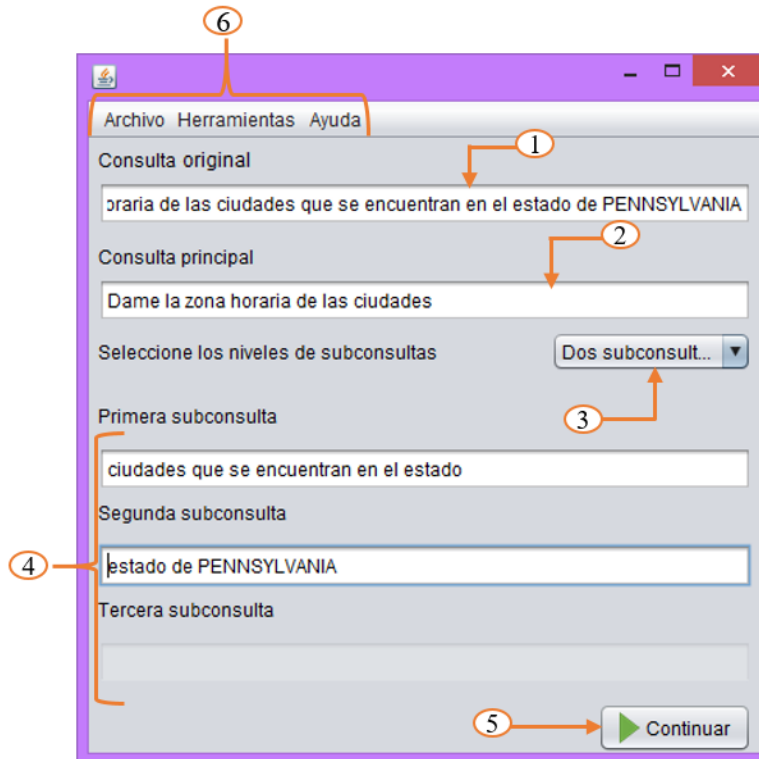 6
Archivo Herramientas Ayuda
1
Consulta original
oraria de las ciudades que se encuentran en el estado de PENNSYLVANIA
2
Consulta principal
Dame la zona horaria de las ciudades
Seleccione los niveles de subconsultas Dos subconsult...
3
Primera subconsulta
ciudades que se encuentran en el estado
Segunda subconsulta
4
estado de PENNSYLVANIA
Tercera subconsulta
5 Continuar